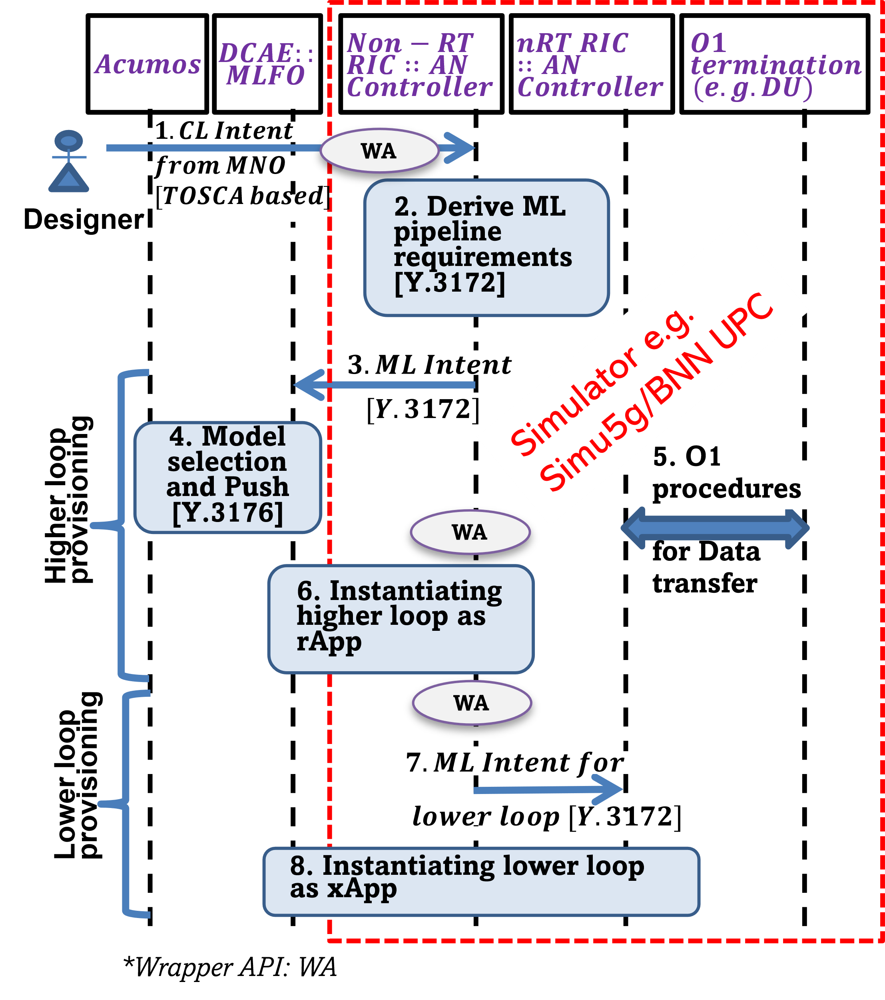 Acumos
DCAE::
MLFO
Non − RT
RIC :: AN
Controller
nRT RIC
:: AN
Controller
O1
termination
(e.g.DU)
1. CL Intent
from MNO
[TOSCA based]
WA
Designer
2. Derive ML
pipeline
requirements
[Y.3172]
Simulator e.g.
Simu5g/BNN UPC
3. ML Intent
[Y.3172]
Higher loop
provisioning
4. Model
selection
and Push
[Y.3176]
5. O1
procedures
for Data
transfer
WA
6. Instantiating
higher loop as
rApp
WA
Lower loop
provisioning
7. ML Intent for
lower loop [Y.3172]
8. Instantiating lower loop
as xApp
*Wrapper API: WA